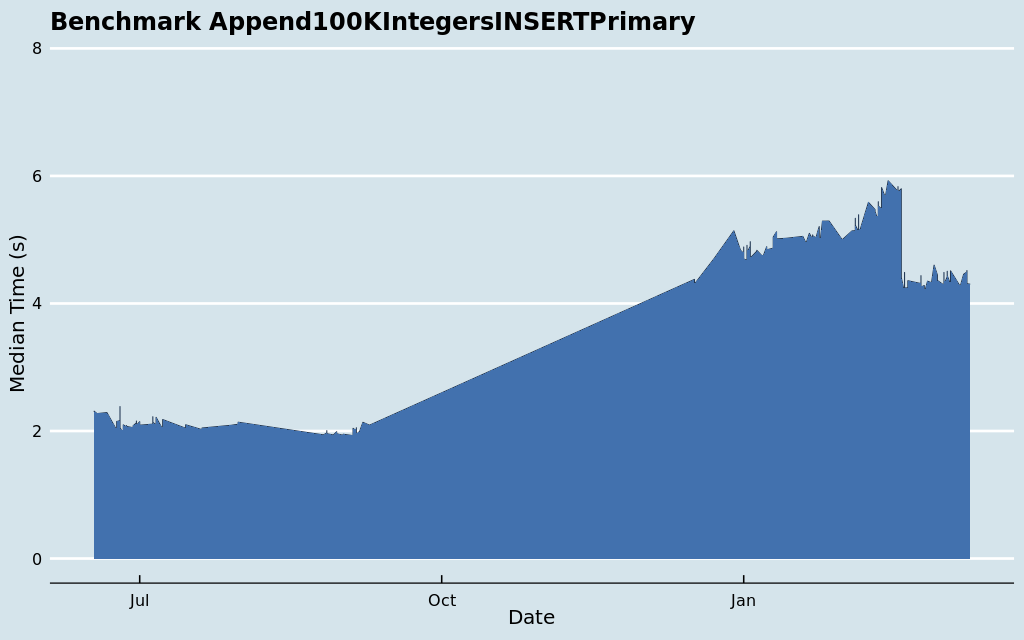 Benchmark Append100KIntegersINSERTPrimary
8
6
4
2
0
Median Time (s)
Jul
Oct
Jan
Date